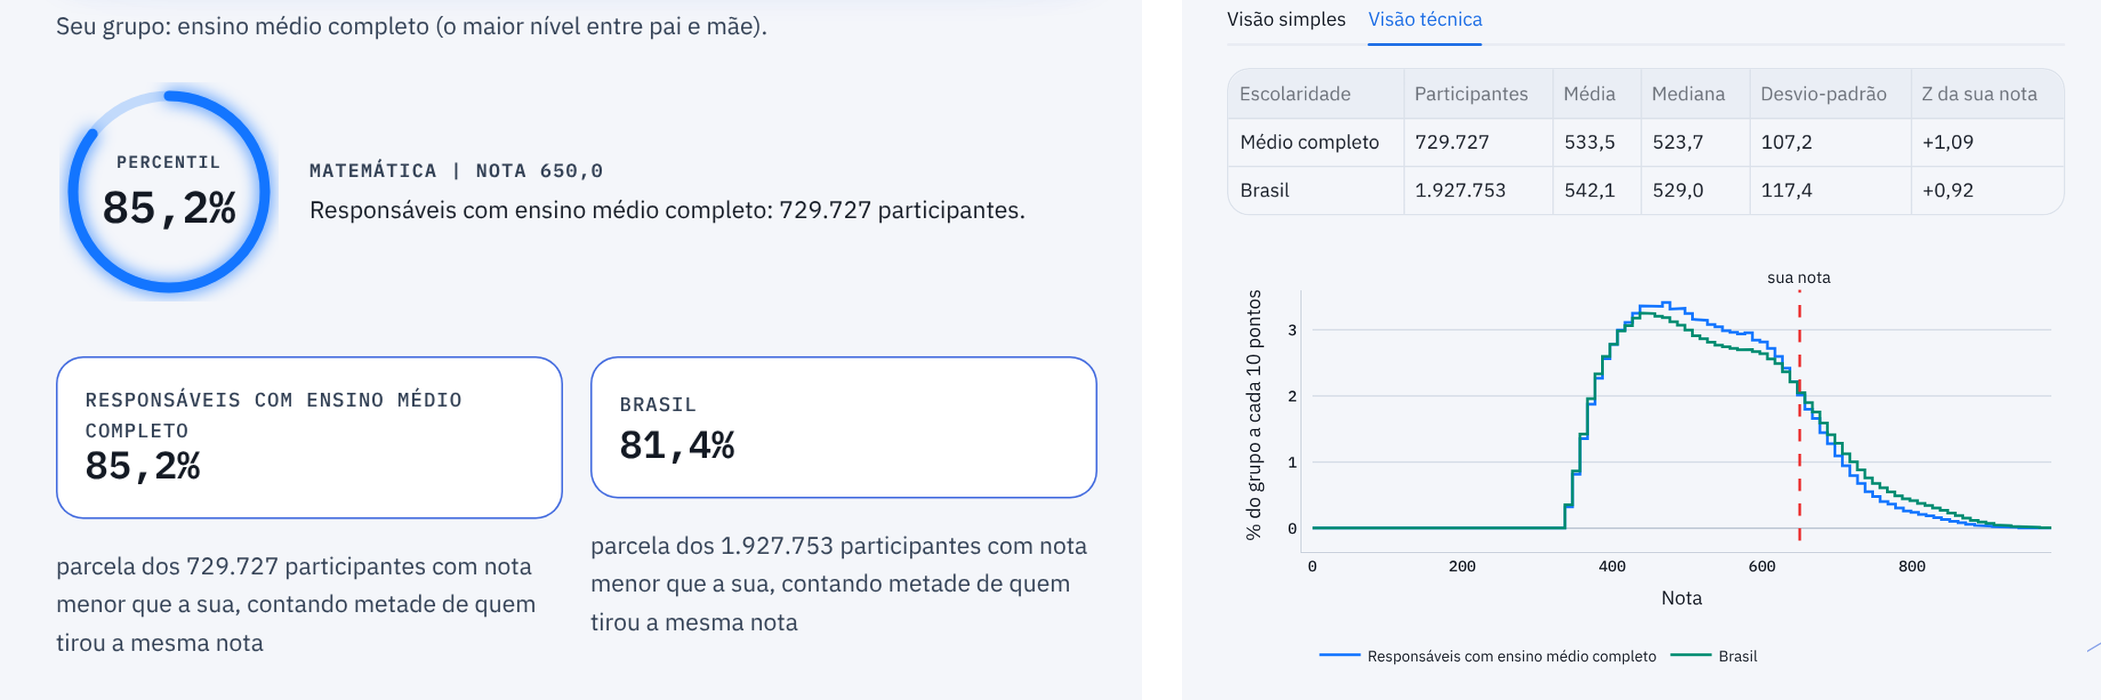 Seu grupo: ensino médio completo (o maior nível entre pai e mãe).
PERCENTIL
85,2%
MATEMÁTICA | NOTA 650,0
Responsáveis com ensino médio completo: 729.727 participantes.
RESPONSÁVEIS COM ENSINO MÉDIO
COMPLETO
85,2%
parcela dos 729.727 participantes com nota
menor que a sua, contando metade de quem
tirou a mesma nota
BRASIL
81,4%
parcela dos 1.927.753 participantes com nota
menor que a sua, contando metade de quem
tirou a mesma nota
Visão simples Visão técnica
Escolaridade Participantes Média Mediana Desvio-padrão Z da sua nota
Médio completo 729.727 533,5 523,7 107,2 +1,09
Brasil 1.927.753 542,1 529,0 117,4 +0,92
sua nota
% do grupo a cada 10 pontos
3
2
1
0
0 200 400 600 800
Nota
Responsáveis com ensino médio completo Brasil